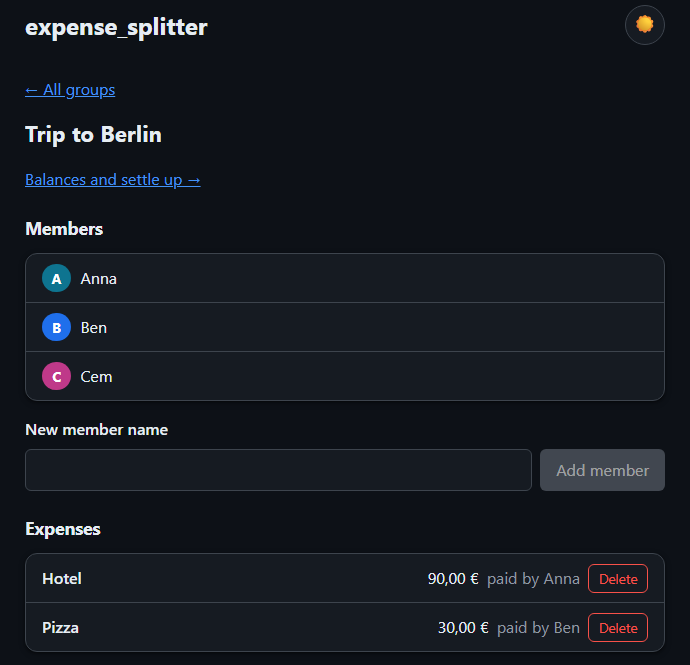 expense_splitter
← All groups
Trip to Berlin
Balances and settle up →
Members
A Anna
B Ben
C Cem
New member name
Add member
Expenses
Hotel 90,00 € paid by Anna Delete
Pizza 30,00 € paid by Ben Delete